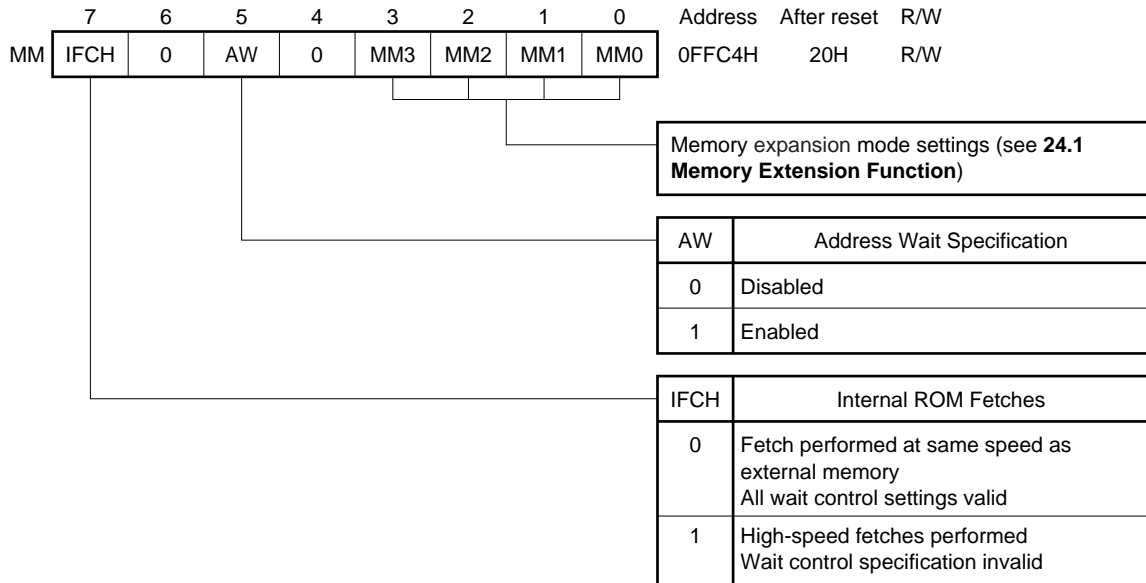 7 6 5 4 3 2 1 0 Address After reset R/W
MM IFCH 0 AW 0 MM3 MM2 MM1 MM0 0FFC4H 20H R/W
Memory expansion mode settings (see 24.1
Memory Extension Function)
AW Address Wait Specification
0 Disabled
1 Enabled
IFCH Internal ROM Fetches
0 Fetch performed at same speed as
external memory
All wait control settings valid
1 High-speed fetches performed
Wait control specification invalid